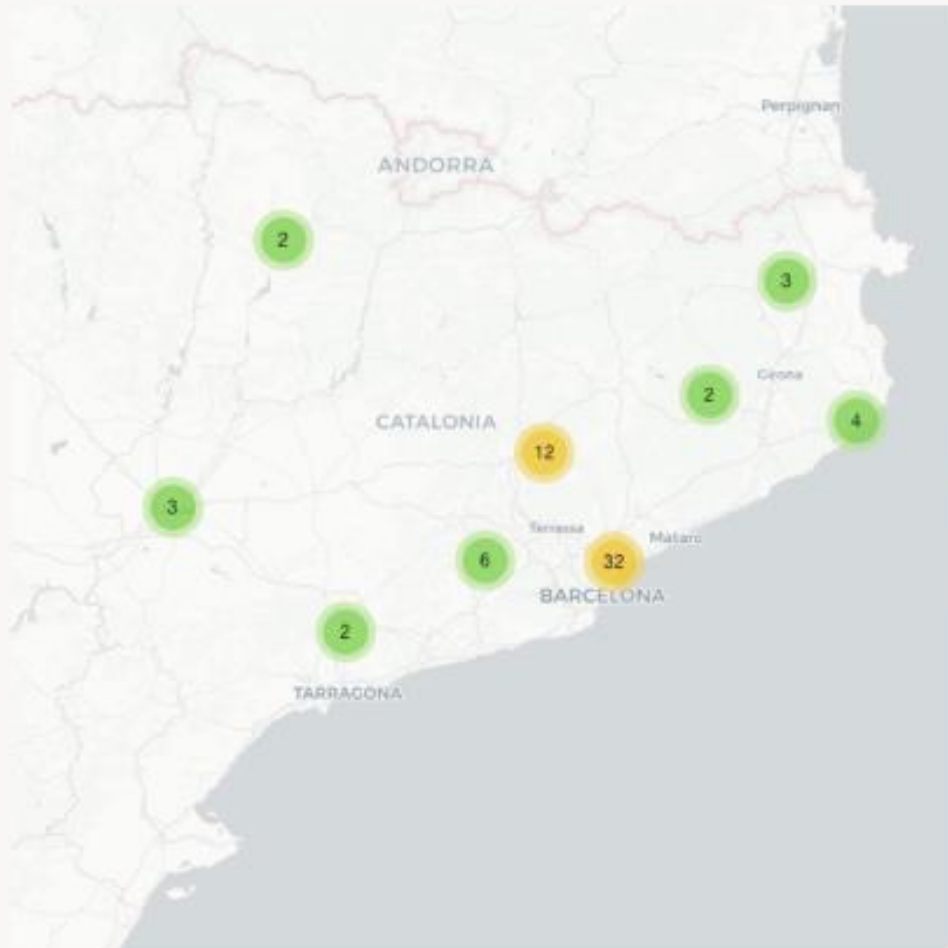 Perpignan
ANDORRA
2
3
Girona
2
4
CATALONIA
12
3
Terrassa
Mataró
6
32
BARCELONA
2
TARRAGONA